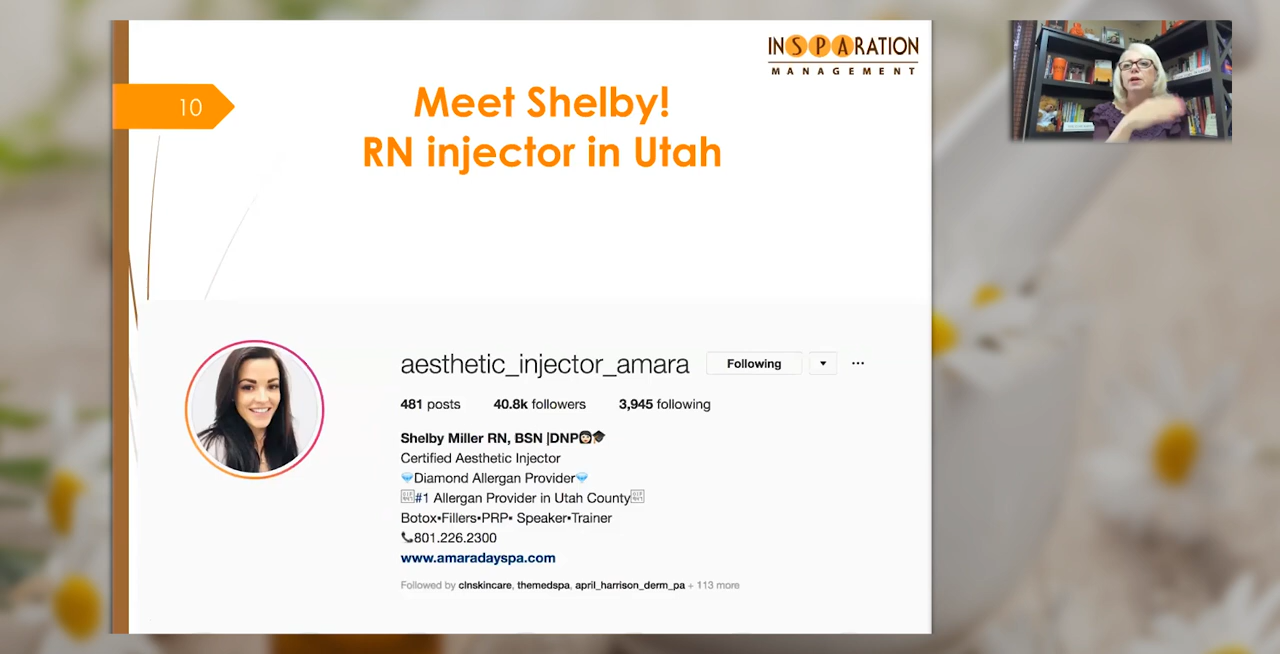 INSPARATION
MANAGEMENT
10
Meet Shelby!
RN injector in Utah
aesthetic_injector_amara Following ...
481 posts 40.8k followers 3,945 following
Shelby Miller RN, BSN |DNP👩🏻🎓
Certified Aesthetic Injector
💎Diamond Allergan Provider💎
#1 Allergan Provider in Utah County
Botox▪Fillers▪PRP▪ Speaker▪Trainer
📞801.226.2300
www.amaradayspa.com
Followed by clnskincare, themedspa, april_harrison_derm_pa + 113 more